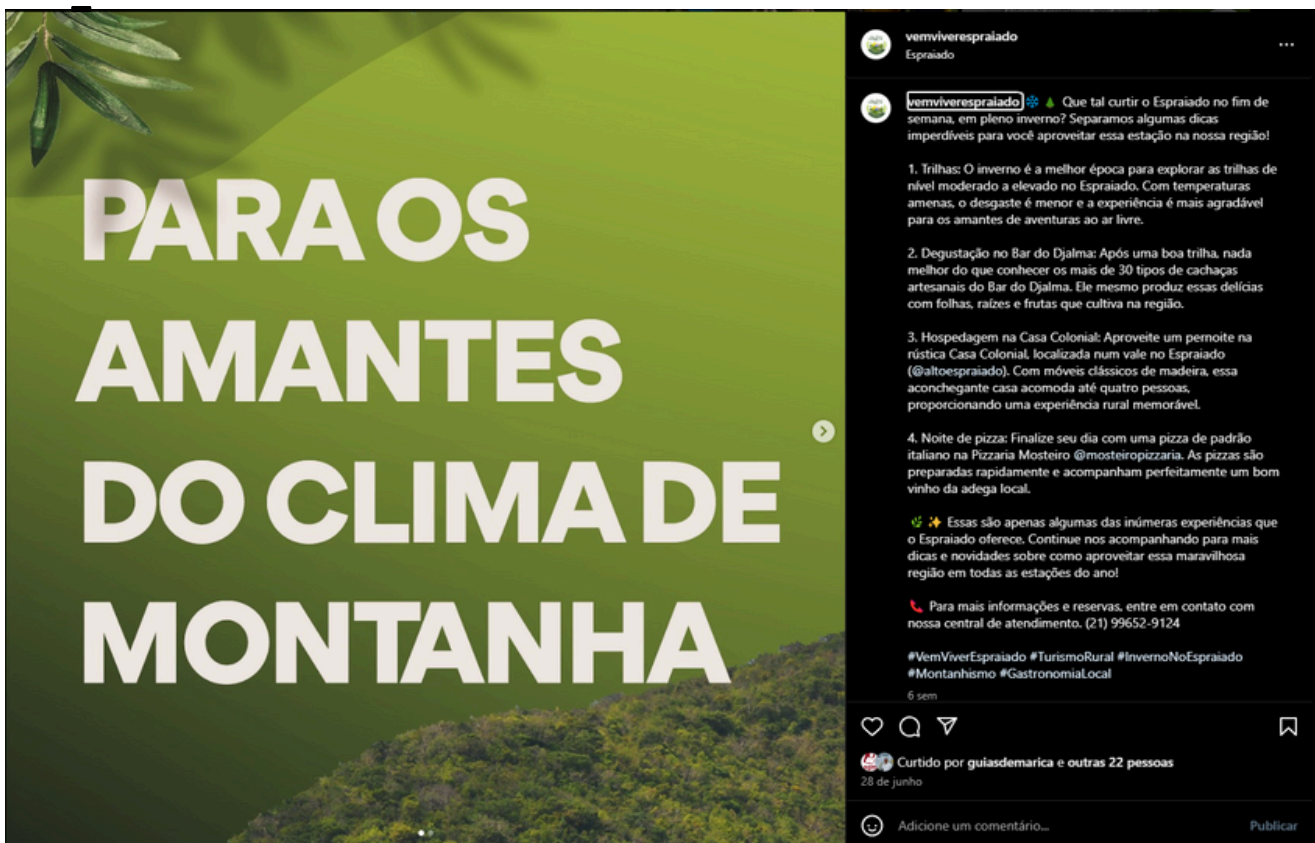 PARA OS
AMANTES
DO CLIMA DE
MONTANHA
vemviverespraiado
Espraiado
vemviverespraiado ❄️ 🌲 Que tal curtir o Espraiado no fim de
semana, em pleno inverno? Separamos algumas dicas
imperdíveis para você aproveitar essa estação na nossa região!
1. Trilhas: O inverno é a melhor época para explorar as trilhas de
nível moderado a elevado no Espraiado. Com temperaturas
amenas, o desgaste é menor e a experiência é mais agradável
para os amantes de aventuras ao ar livre.
2. Degustação no Bar do Djalma: Após uma boa trilha, nada
melhor do que conhecer os mais de 30 tipos de cachaças
artesanais do Bar do Djalma. Ele mesmo produz essas delícias
com folhas, raízes e frutas que cultiva na região.
3. Hospedagem na Casa Colonial: Aproveite um pernoite na
rústica Casa Colonial, localizada num vale no Espraiado
(@altoespraiado). Com móveis clássicos de madeira, essa
aconchegante casa acomoda até quatro pessoas,
proporcionando uma experiência rural memorável.
4. Noite de pizza: Finalize seu dia com uma pizza de padrão
italiano na Pizzaria Mosteiro @mosteiropizzaria. As pizzas são
preparadas rapidamente e acompanham perfeitamente um bom
vinho da adega local.
🌿 ✨ Essas são apenas algumas das inúmeras experiências que
o Espraiado oferece. Continue nos acompanhando para mais
dicas e novidades sobre como aproveitar essa maravilhosa
região em todas as estações do ano!
📞 Para mais informações e reservas, entre em contato com
nossa central de atendimento. (21) 99652-9124
#VemViverEspraiado #TurismoRural #InvernoNoEspraiado
#Montanhismo #GastronomiaLocal
6 sem
Curtido por guiasdemarica e outras 22 pessoas
28 de junho
Adicione um comentário... Publicar